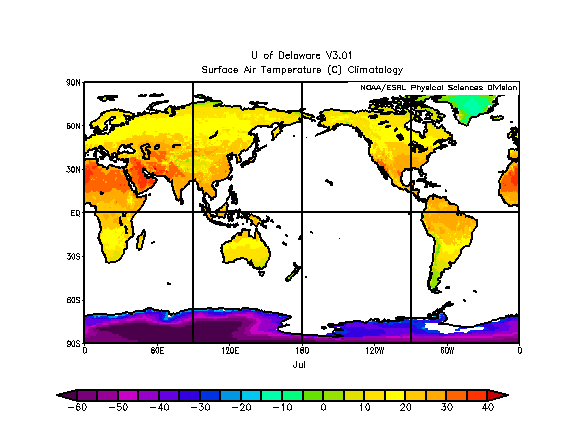 U of Delaware V3.01
Surface Air Temperature (C) Climatology
NOAA/ESRL Physical Sciences Division
90N
60N
30N
EQ
30S
60S
90S
0 60E 120E 180 120W 60W 0
Jul
-60 -50 -40 -30 -20 -10 0 10 20 30 40